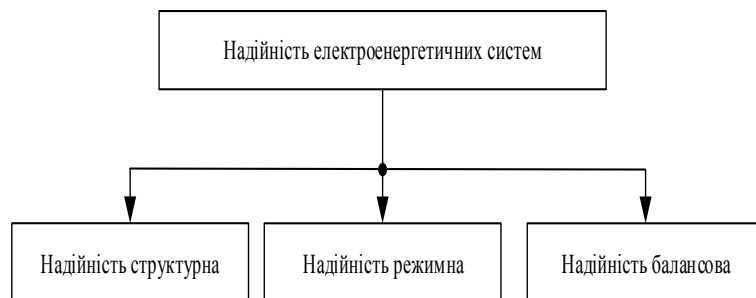 Надійність електроенергетичних систем
Надійність структурна
Надійність режимна
Надійність балансова